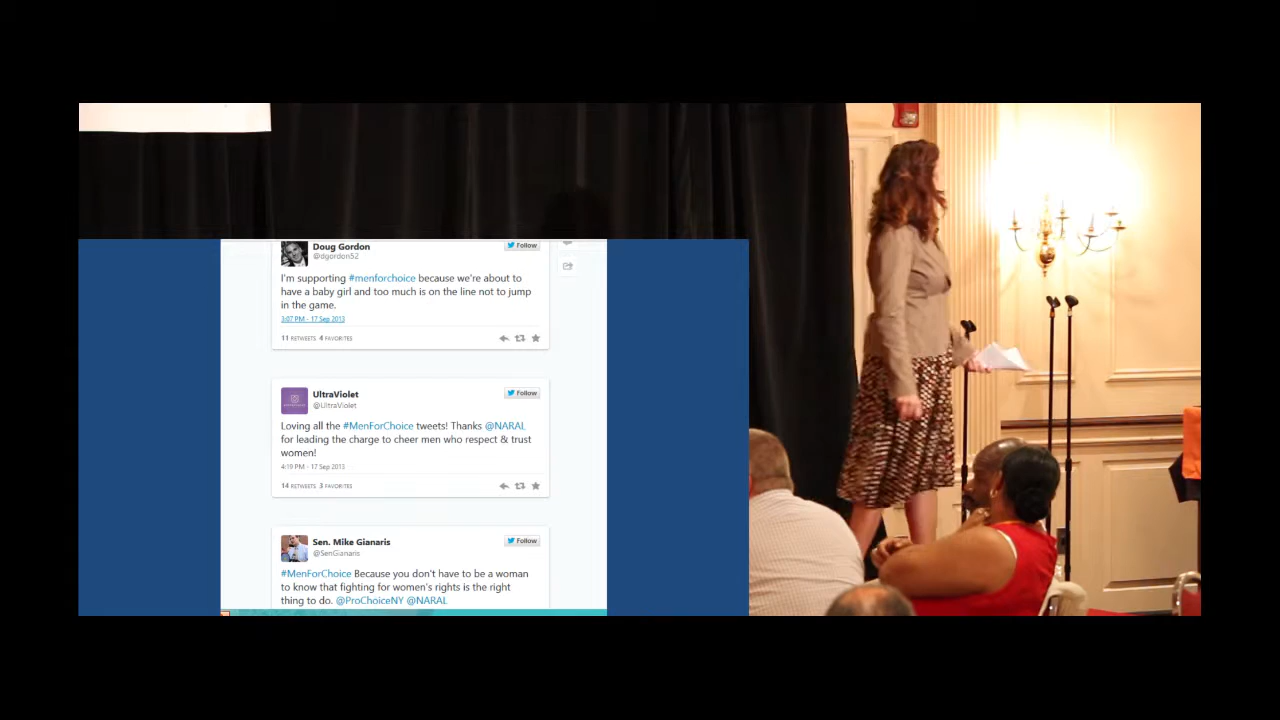 Doug Gordon
Follow
@dgordon52
I'm supporting #menforchoice because we're about to
have a baby girl and too much is on the line not to jump
in the game.
3:07 PM - 17 Sep 2013
11 RETWEETS 4 FAVORITES
UltraViolet
Follow
@UltraViolet
Loving all the #MenForChoice tweets! Thanks @NARAL
for leading the charge to cheer men who respect & trust
women!
4:19 PM - 17 Sep 2013
14 RETWEETS 3 FAVORITES
Sen. Mike Gianaris
Follow
@SenGianaris
#MenForChoice Because you don't have to be a woman
to know that fighting for women's rights is the right
thing to do. @ProChoiceNY @NARAL